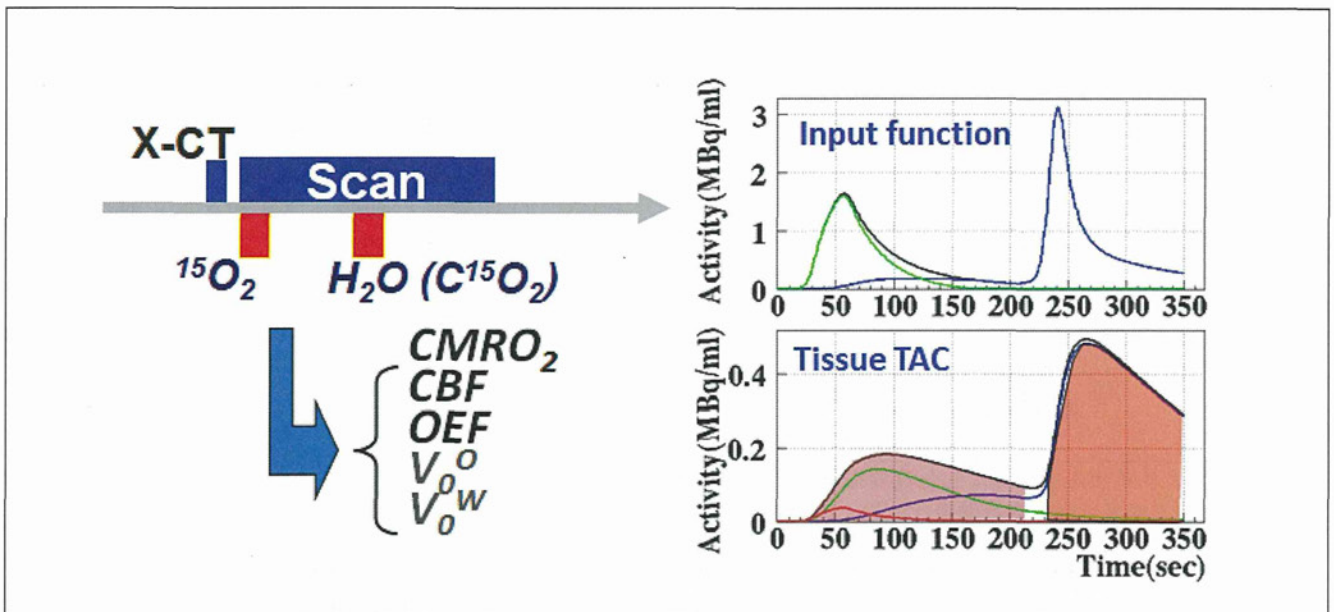 X-CT
Scan
¹⁵O₂
H₂O (C¹⁵O₂)
CMRO₂
CBF
OEF
V₀ᴼ
V₀ᵂ
Activity(MBq/ml)
3
2
1
0
Input function
0 50 100 150 200 250 300 350
Activity(MBq/ml)
0.4
0.2
0
Tissue TAC
0 50 100 150 200 250 300 350
Time(sec)